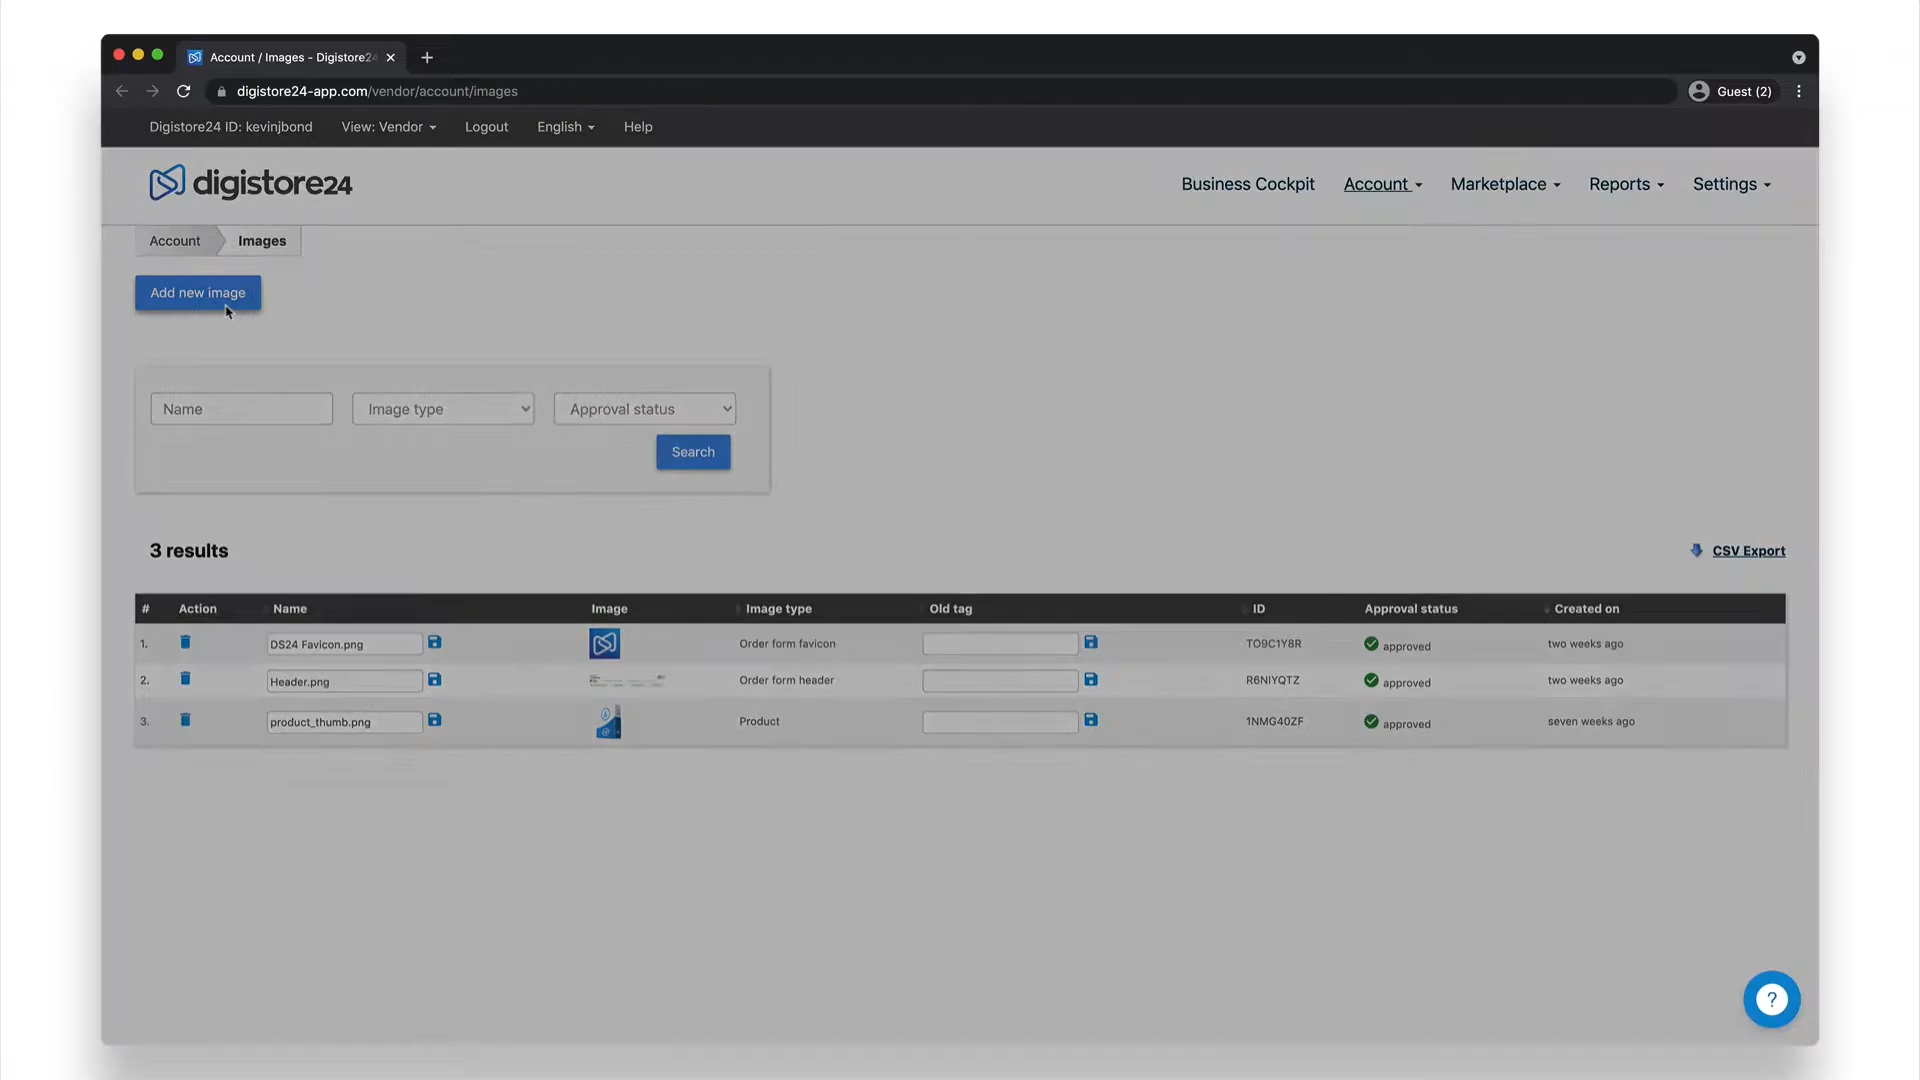 Account / Images - Digistore24
digistore24-app.com/vendor/account/images
Guest (2)
Digistore24 ID: kevinjbond View: Vendor Logout English Help
digistore24
Business Cockpit Account Marketplace Reports Settings
Account Images
Add new image
Name Image type Approval status
Search
3 results
CSV Export
# Action Name Image Image type Old tag ID Approval status Created on
1. DS24 Favicon.png Order form favicon TO9C1Y8R approved two weeks ago
2. Header.png Order form header R6NIYQTZ approved two weeks ago
3. product_thumb.png Product 1NMG40ZF approved seven weeks ago
?